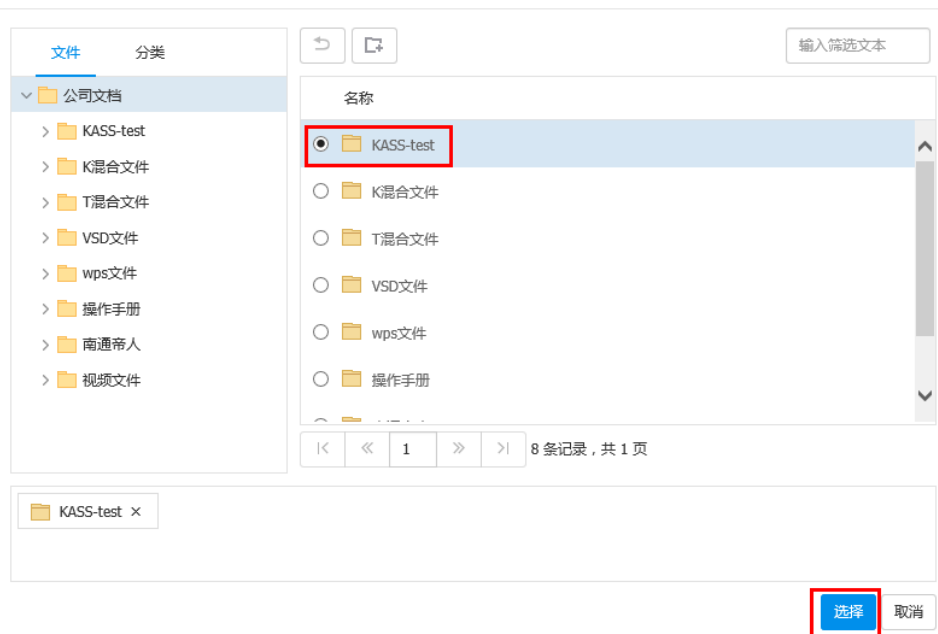 文件 分类
公司文档
KASS-test
K混合文件
T混合文件
VSD文件
wps文件
操作手册
南通帝人
视频文件
输入筛选文本
名称
KASS-test
K混合文件
T混合文件
VSD文件
wps文件
操作手册
1
8 条记录，共 1 页
KASS-test ×
选择 取消